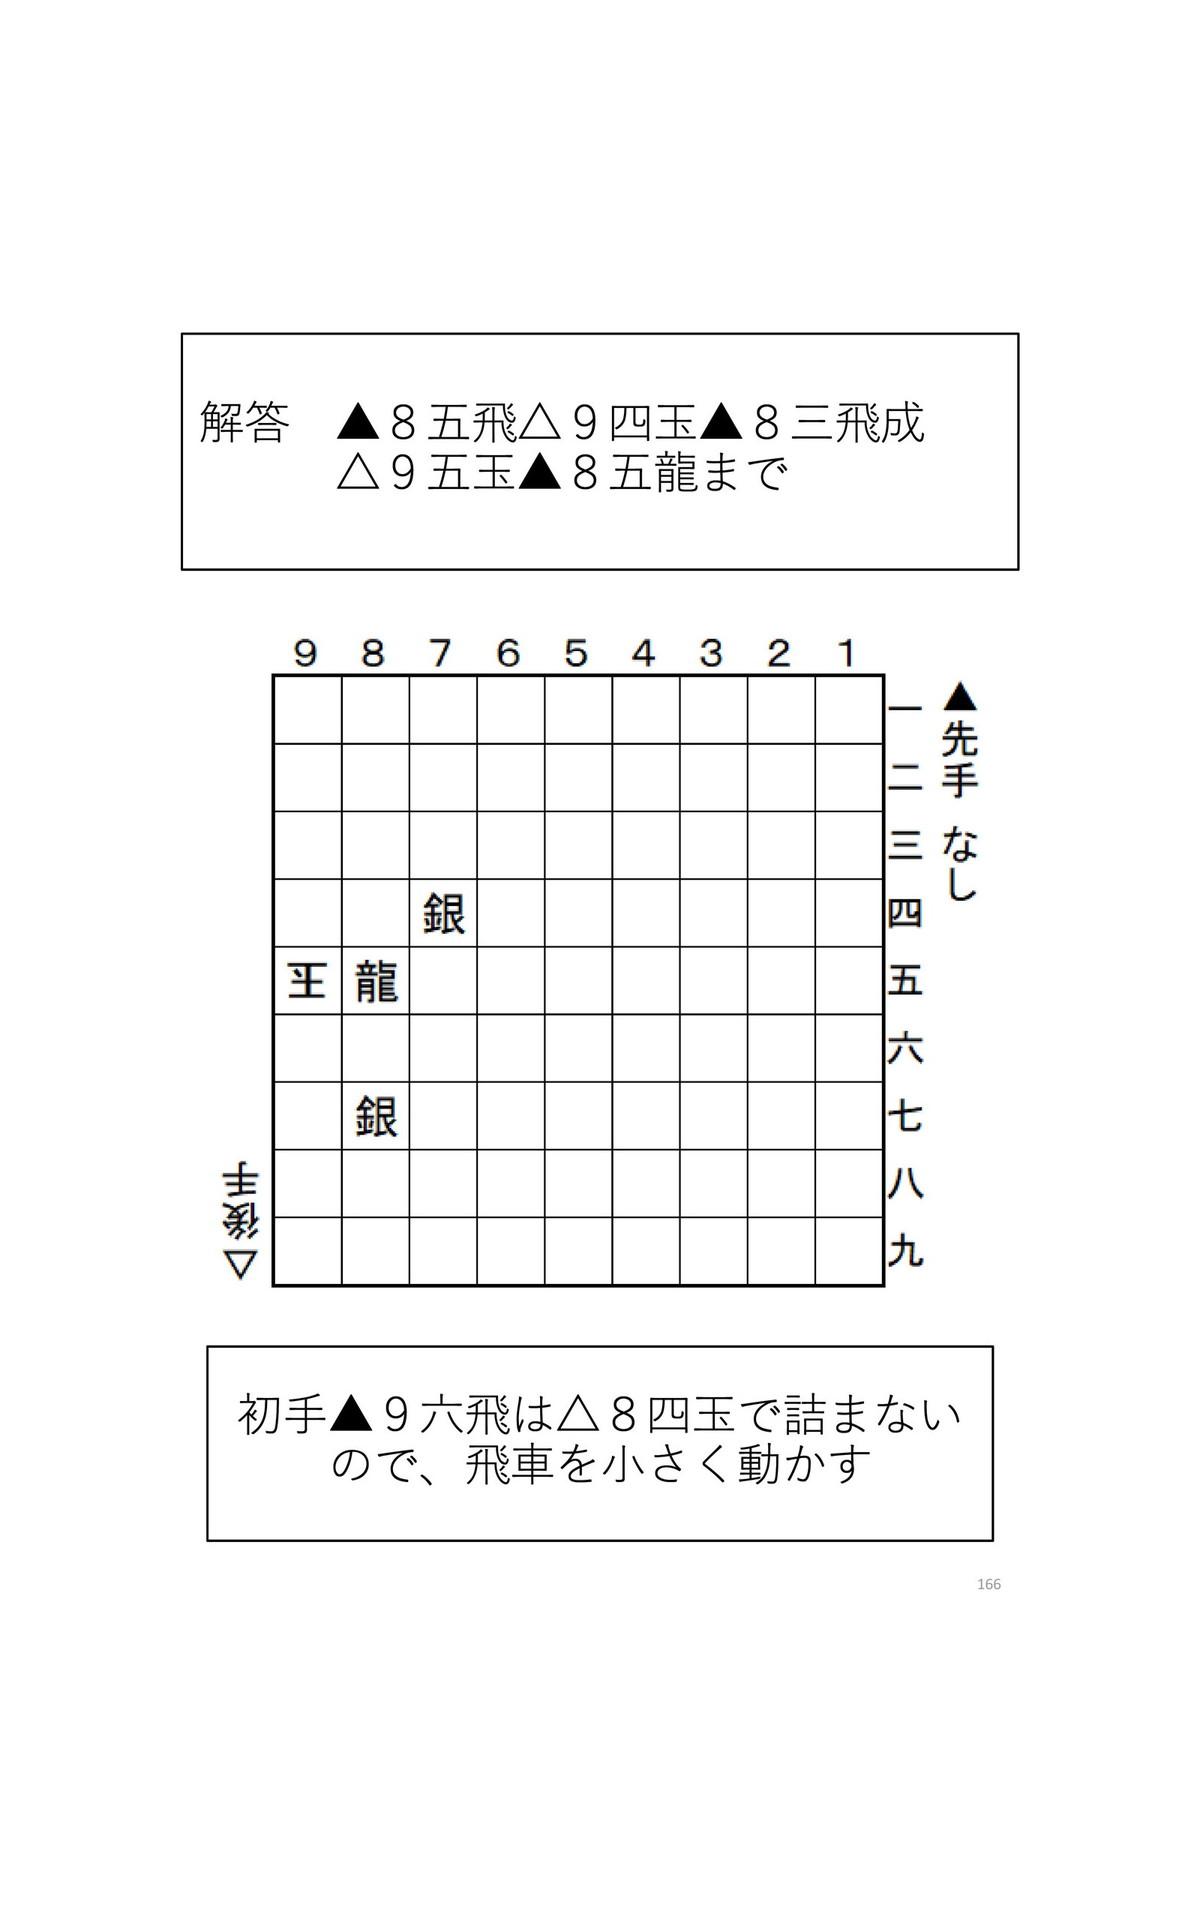 解答　▲８五飛△９四玉▲８三飛成
△９五玉▲８五龍まで
9 8 7 6 5 4 3 2 1
一
二
三
四
五
六
七
八
九
▲先手 なし
銀
王 龍
銀
△後手
初手▲９六飛は△８四玉で詰まない
ので、飛車を小さく動かす
166